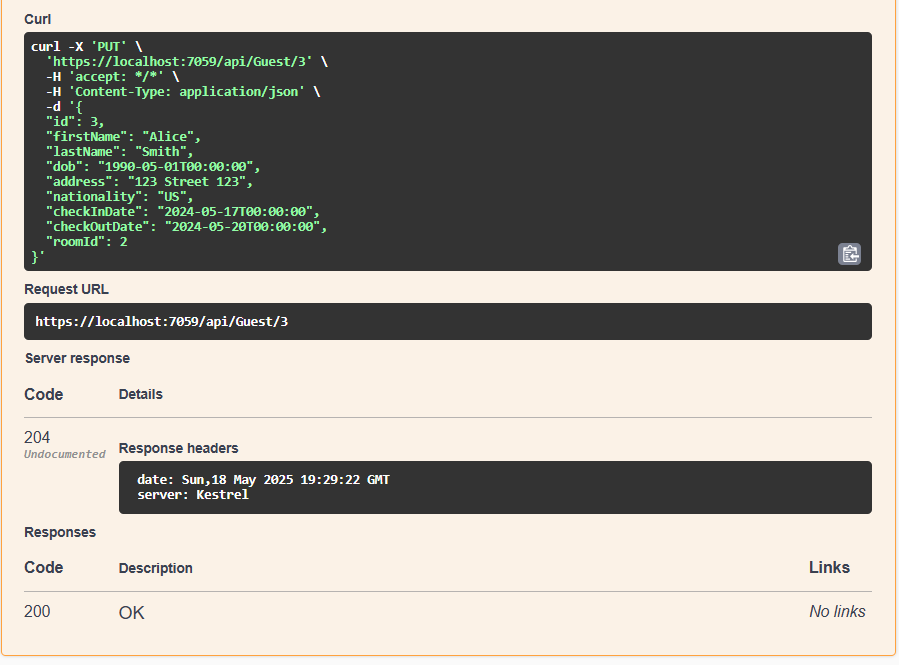 Curl
curl -X 'PUT' \
'https://localhost:7059/api/Guest/3' \
-H 'accept: */*' \
-H 'Content-Type: application/json' \
-d '{
"id": 3,
"firstName": "Alice",
"lastName": "Smith",
"dob": "1990-05-01T00:00:00",
"address": "123 Street 123",
"nationality": "US",
"checkInDate": "2024-05-17T00:00:00",
"checkOutDate": "2024-05-20T00:00:00",
"roomId": 2
}'
Request URL
https://localhost:7059/api/Guest/3
Server response
Code Details
204
Undocumented
Response headers
date: Sun,18 May 2025 19:29:22 GMT
server: Kestrel
Responses
Code Description Links
200 OK No links